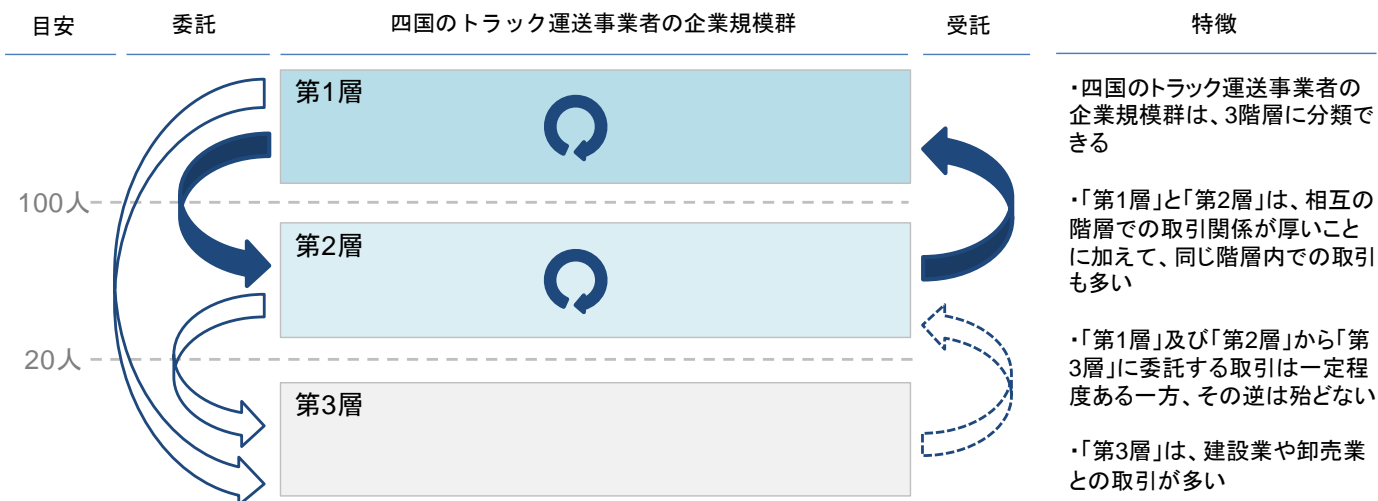 目安
委託
四国のトラック運送事業者の企業規模群
受託
特徴
第1層
100人
第2層
20人
第3層
・四国のトラック運送事業者の
企業規模群は、3階層に分類で
きる
・「第1層」と「第2層」は、相互の
階層での取引関係が厚いこと
に加えて、同じ階層内での取引
も多い
・「第1層」及び「第2層」から「第
3層」に委託する取引は一定程
度ある一方、その逆は殆どない
・「第3層」は、建設業や卸売業
との取引が多い